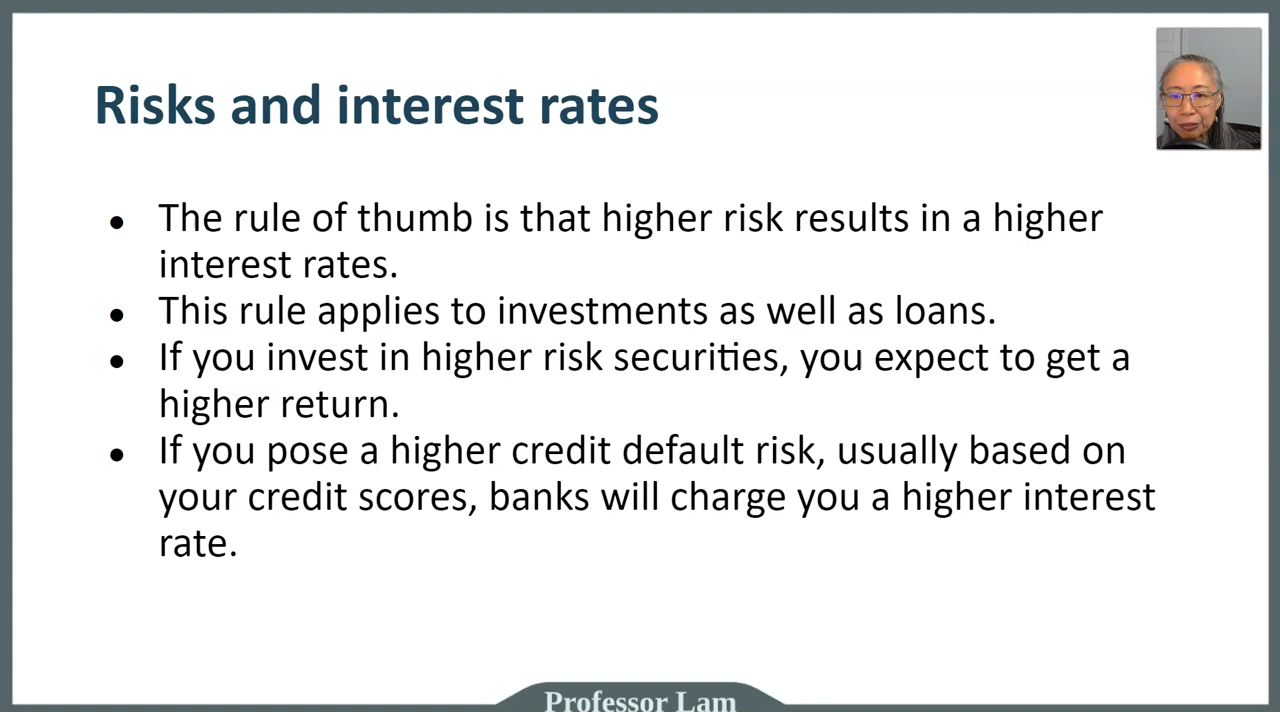 Risks and interest rates
● The rule of thumb is that higher risk results in a higher
interest rates.
● This rule applies to investments as well as loans.
● If you invest in higher risk securities, you expect to get a
higher return.
● If you pose a higher credit default risk, usually based on
your credit scores, banks will charge you a higher interest
rate.
Professor Lam